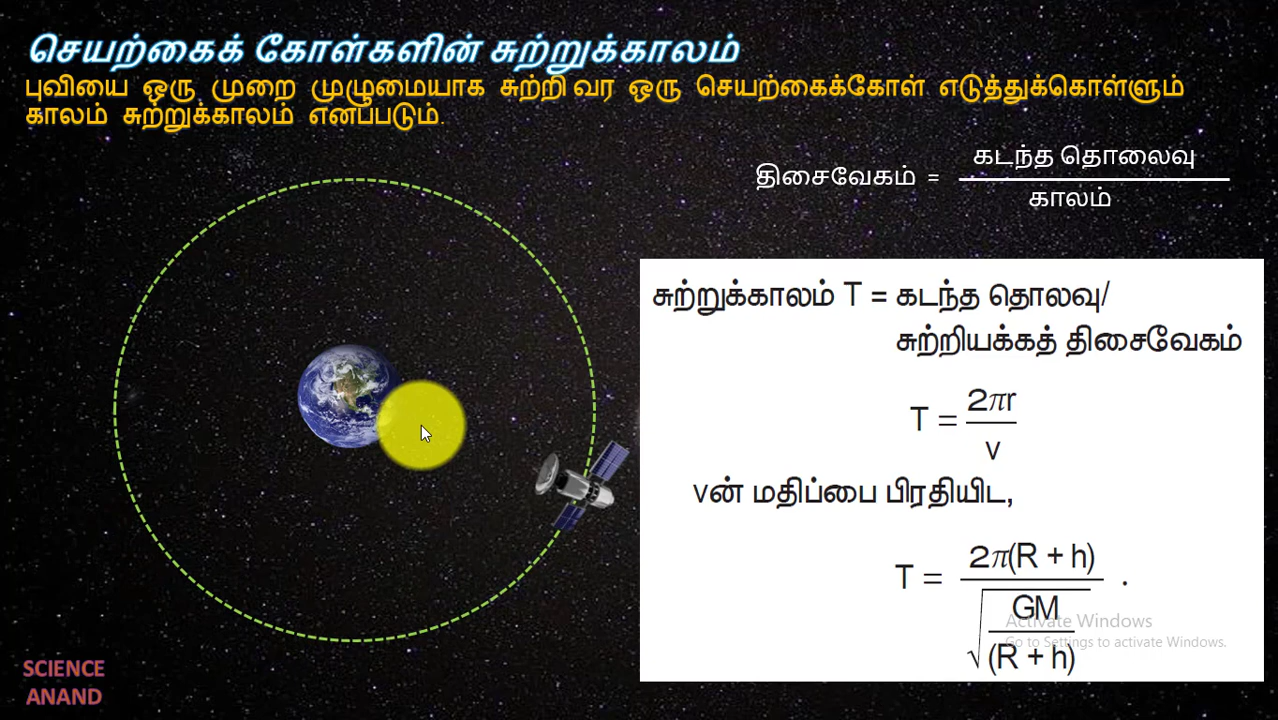 செயற்கைக் கோள்களின் சுற்றுக்காலம்
புவியை ஒரு முறை முழுமையாக சுற்றி வர ஒரு செயற்கைக்கோள் எடுத்துக்கொள்ளும்
காலம் சுற்றுக்காலம் எனப்படும்.
திசைவேகம் = கடந்த தொலைவு / காலம்
சுற்றுக்காலம் T = கடந்த தொலவு/
சுற்றியக்கத் திசைவேகம்
T = 2πr / v
vன் மதிப்பை பிரதியிட,
T = 2π(R + h) / √(GM / (R + h)) .
Activate Windows
Go to Settings to activate Windows.
SCIENCE
ANAND